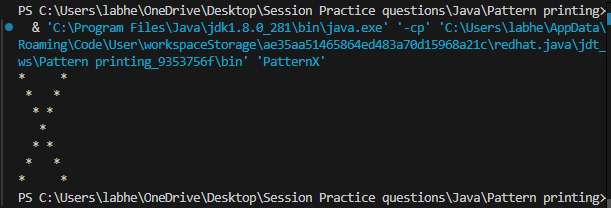 PS C:\Users\labhe\OneDrive\Desktop\Session Practice questions\Java\Pattern printing>
& 'C:\Program Files\Java\jdk1.8.0_281\bin\java.exe' '-cp' 'C:\Users\labhe\AppData\
Roaming\Code\User\workspaceStorage\ae35aa51465864ed483a70d15968a21c\redhat.java\jdt_
ws\Pattern printing_9353756f\bin' 'PatternX'
*     *
 *   *
  * *
   *
  * *
 *   *
*     *
PS C:\Users\labhe\OneDrive\Desktop\Session Practice questions\Java\Pattern printing>